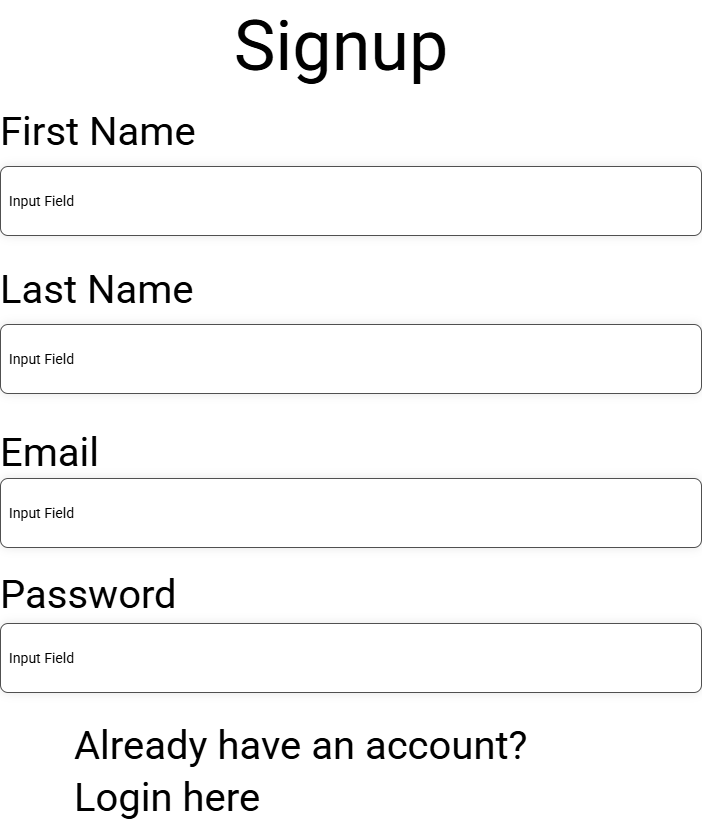 Signup
First Name
Input Field
Last Name
Input Field
Email
Input Field
Password
Input Field
Already have an account?
Login here